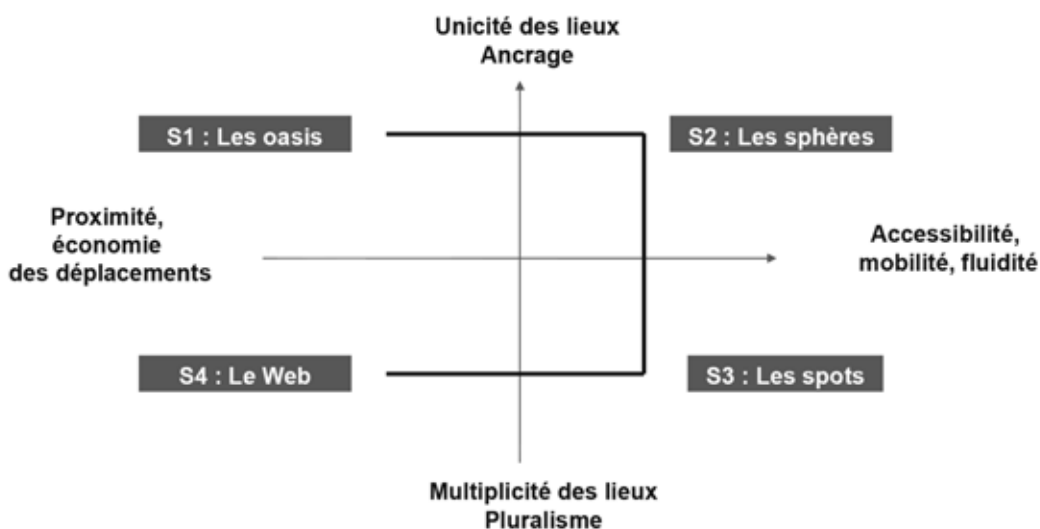 Unicité des lieux
Ancrage
S1 : Les oasis
S2 : Les sphères
Proximité,
économie
des déplacements
Accessibilité,
mobilité, fluidité
S4 : Le Web
S3 : Les spots
Multiplicité des lieux
Pluralisme